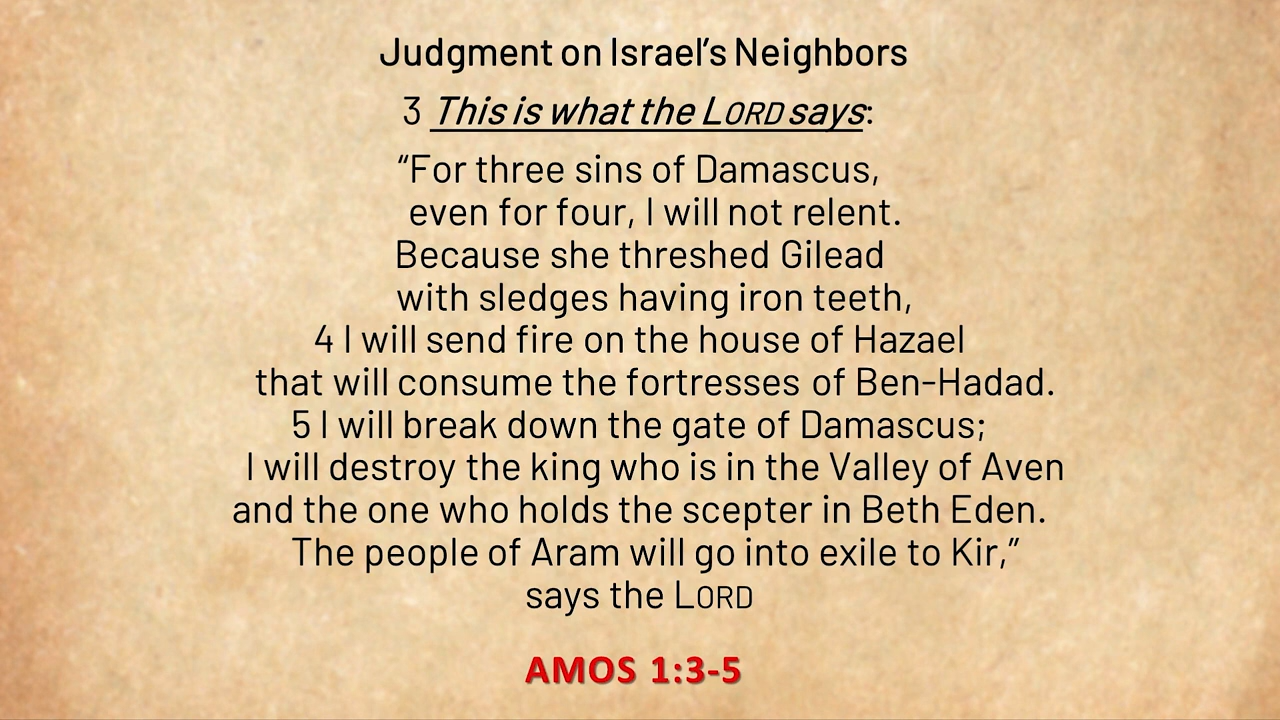 Judgment on Israel’s Neighbors
3 This is what the LORD says:
“For three sins of Damascus,
even for four, I will not relent.
Because she threshed Gilead
with sledges having iron teeth,
4 I will send fire on the house of Hazael
that will consume the fortresses of Ben-Hadad.
5 I will break down the gate of Damascus;
I will destroy the king who is in the Valley of Aven
and the one who holds the scepter in Beth Eden.
The people of Aram will go into exile to Kir,”
says the LORD
AMOS 1:3-5